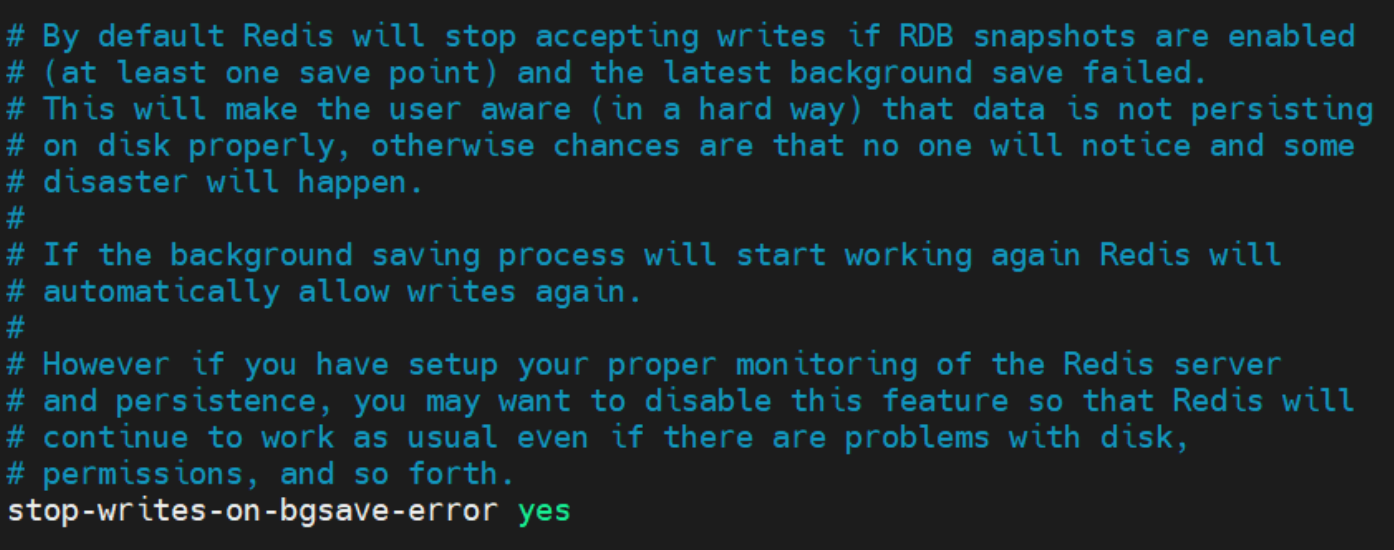 # By default Redis will stop accepting writes if RDB snapshots are enabled
# (at least one save point) and the latest background save failed.
# This will make the user aware (in a hard way) that data is not persisting
# on disk properly, otherwise chances are that no one will notice and some
# disaster will happen.
#
# If the background saving process will start working again Redis will
# automatically allow writes again.
#
# However if you have setup your proper monitoring of the Redis server
# and persistence, you may want to disable this feature so that Redis will
# continue to work as usual even if there are problems with disk,
# permissions, and so forth.
stop-writes-on-bgsave-error yes